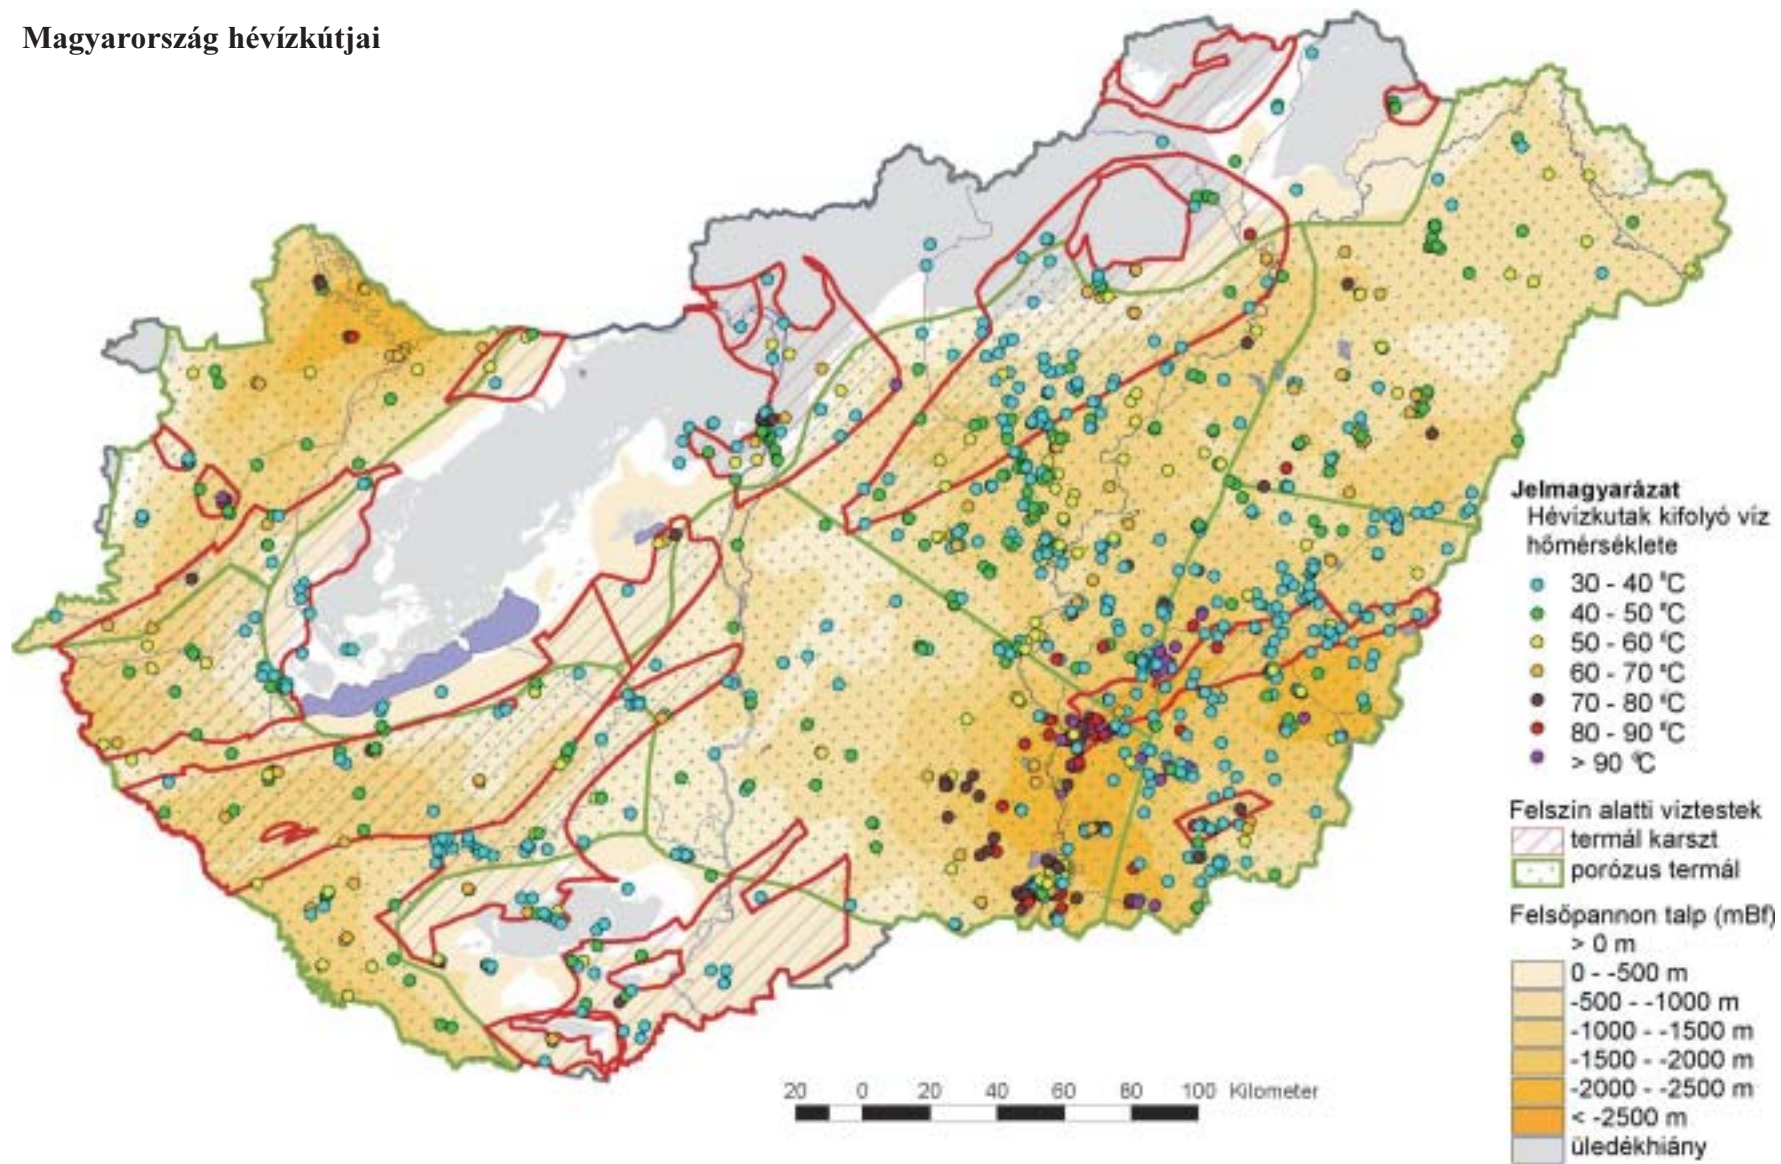 Magyarország hévízkútjai
Jelmagyarázat
Hévízkutak kifolyó víz
hőmérséklete
30 - 40 °C
40 - 50 °C
50 - 60 °C
60 - 70 °C
70 - 80 °C
80 - 90 °C
> 90 °C
Felszín alatti víztestek
termál karszt
porózus termál
Felsőpannon talp (mBf)
> 0 m
0 - -500 m
-500 - -1000 m
-1000 - -1500 m
-1500 - -2000 m
-2000 - -2500 m
< -2500 m
üledékhiány
20 0 20 40 60 80 100 Kilometer